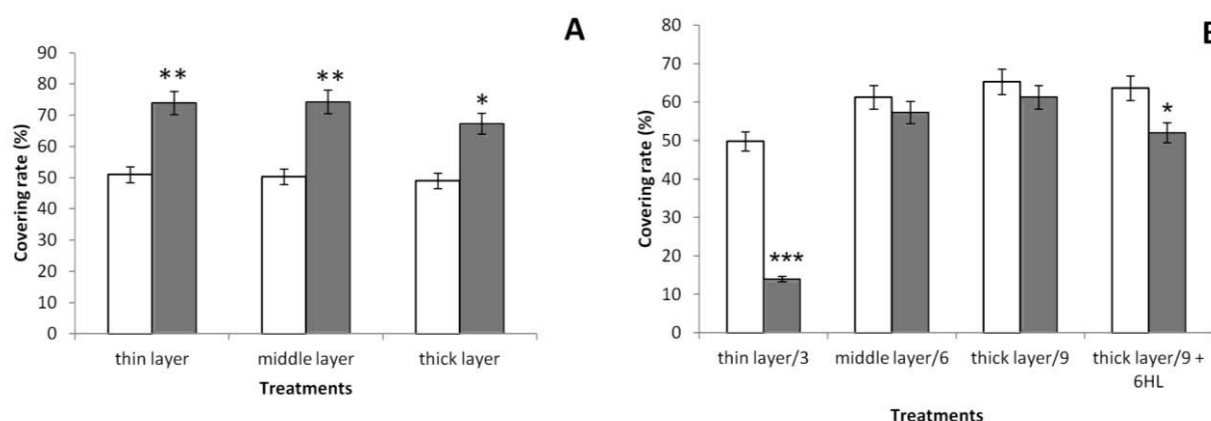 A
Covering rate (%)
90
80
70
60
50
40
30
20
10
0
**
**
*
thin layer
middle layer
thick layer
Treatments
Covering rate (%)
80
70
60
50
40
30
20
10
0
***
*
thin layer/3
middle layer/6
thick layer/9
thick layer/9 +
6HL
Treatments